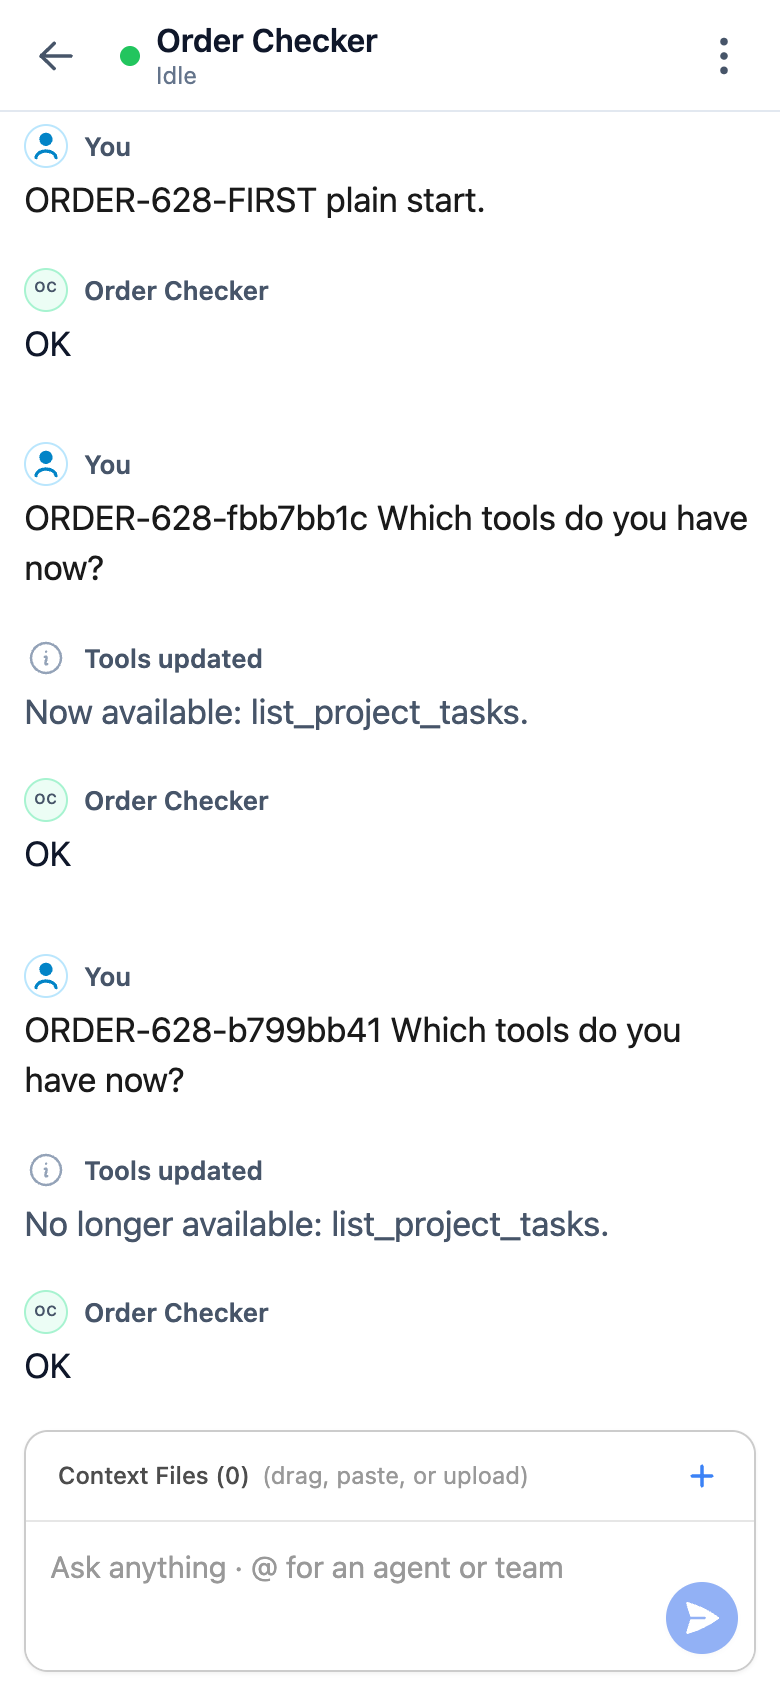 Order Checker
Idle
You
ORDER-628-FIRST plain start.
OC
Order Checker
OK
You
ORDER-628-fbb7bb1c Which tools do you have
now?
Tools updated
Now available: list_project_tasks.
OC
Order Checker
OK
You
ORDER-628-b799bb41 Which tools do you
have now?
Tools updated
No longer available: list_project_tasks.
OC
Order Checker
OK
Context Files (0) (drag, paste, or upload)
Ask anything · @ for an agent or team